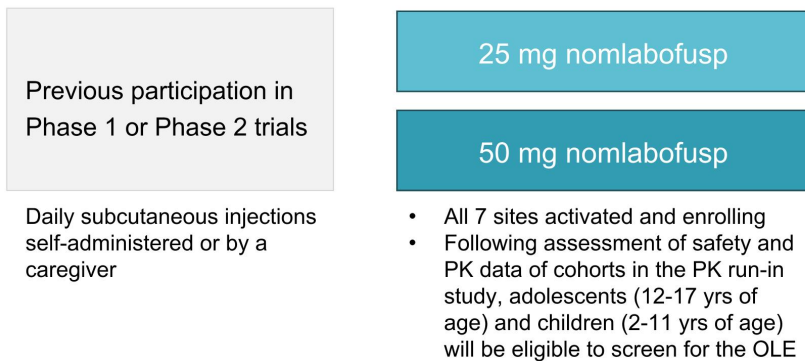 Previous participation in
Phase 1 or Phase 2 trials
Daily subcutaneous injections
self-administered or by a
caregiver
25 mg nomlabofusp
50 mg nomlabofusp
• All 7 sites activated and enrolling
• Following assessment of safety and
PK data of cohorts in the PK run-in
study, adolescents (12-17 yrs of
age) and children (2-11 yrs of age)
will be eligible to screen for the OLE